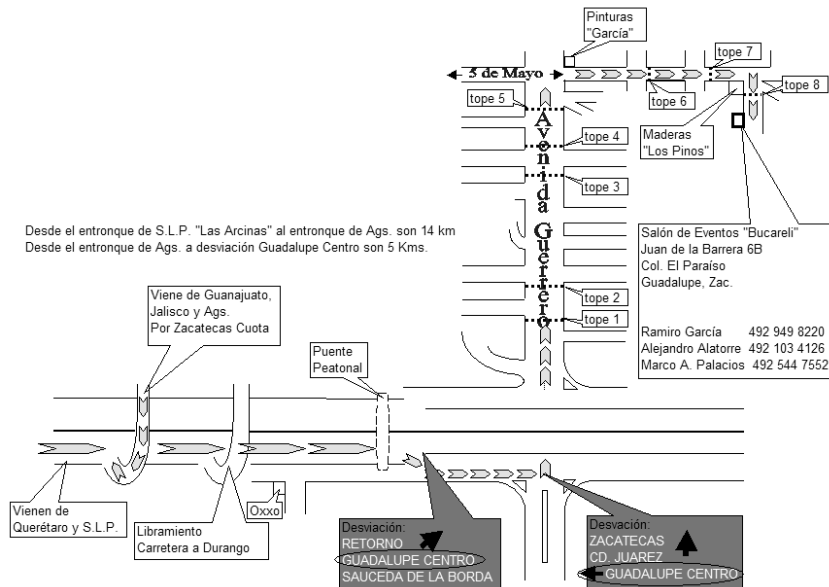 Pinturas
"García"
5 de Mayo
tope 7
tope 8
tope 6
tope 5
tope 4
tope 3
tope 2
tope 1
Avenida Guerrero
Maderas
"Los Pinos"
Desde el entronque de S.L.P. "Las Arcinas" al entronque de Ags. son 14 km
Desde el entronque de Ags. a desviación Guadalupe Centro son 5 Kms.
Salón de Eventos "Bucareli"
Juan de la Barrera 6B
Col. El Paraíso
Guadalupe, Zac.
Ramiro García 492 949 8220
Alejandro Alatorre 492 103 4126
Marco A. Palacios 492 544 7552
Viene de Guanajuato,
Jalisco y Ags.
Por Zacatecas Cuota
Puente
Peatonal
Vienen de
Querétaro y S.L.P.
Libramiento
Carretera a Durango
Oxxo
Desviación:
RETORNO
GUADALUPE CENTRO
SAUCEDA DE LA BORDA
Desvación:
ZACATECAS
CD. JUAREZ
GUADALUPE CENTRO